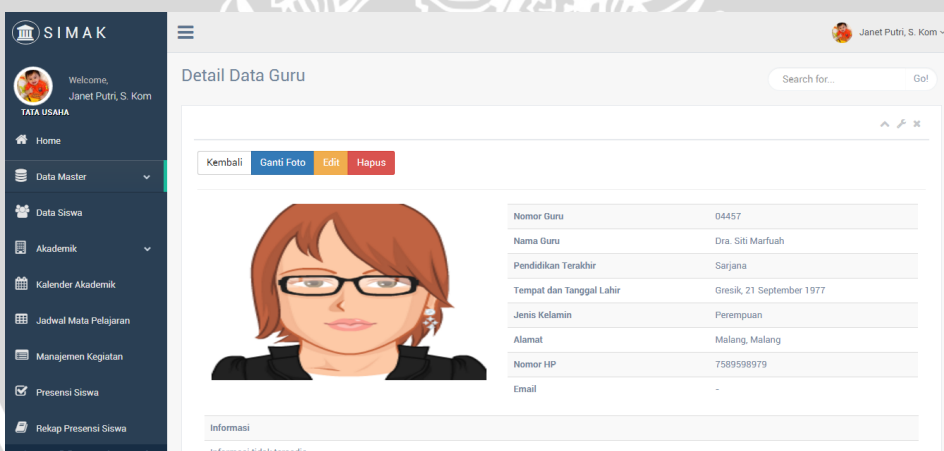 SIMAK
Janet Putri, S. Kom
Welcome,
Janet Putri, S. Kom
TATA USAHA
Home
Data Master
Data Siswa
Akademik
Kalender Akademik
Jadwal Mata Pelajaran
Manajemen Kegiatan
Presensi Siswa
Rekap Presensi Siswa
Detail Data Guru
Search for... Go!
Kembali Ganti Foto Edit Hapus
Nomor Guru 04457
Nama Guru Dra. Siti Marfuah
Pendidikan Terakhir Sarjana
Tempat dan Tanggal Lahir Gresik, 21 September 1977
Jenis Kelamin Perempuan
Alamat Malang, Malang
Nomor HP 7589598979
Email -
Informasi